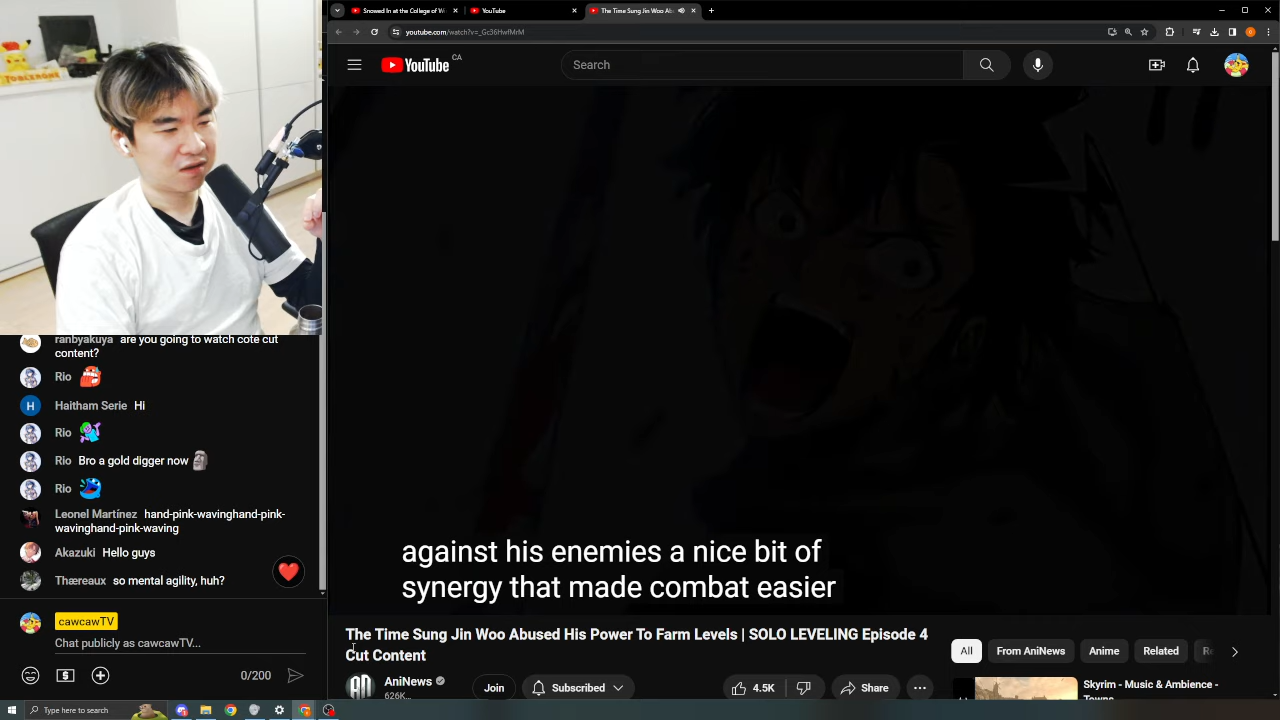 Snowed In at the College of W
YouTube
The Time Sung Jin Woo Ab
youtube.com/watch?v=_Gc36HwfMrM
YouTube CA
Search
TOBLERONE
ranbyakuya are you going to watch cote cut
content?
Rio
H Haitham Serie Hi
Rio
Rio Bro a gold digger now
Rio
Leonel Martínez hand-pink-wavinghand-pink-
wavinghand-pink-waving
Akazuki Hello guys
Thæreaux so mental agility, huh?
cawcawTV
Chat publicly as cawcawTV...
0/200
against his enemies a nice bit of
synergy that made combat easier
The Time Sung Jin Woo Abused His Power To Farm Levels | SOLO LEVELING Episode 4
Cut Content
AniNews
626K...
Join
Subscribed
4.5K
Share
All
From AniNews
Anime
Related
Skyrim - Music & Ambience -
Towns
Type here to search